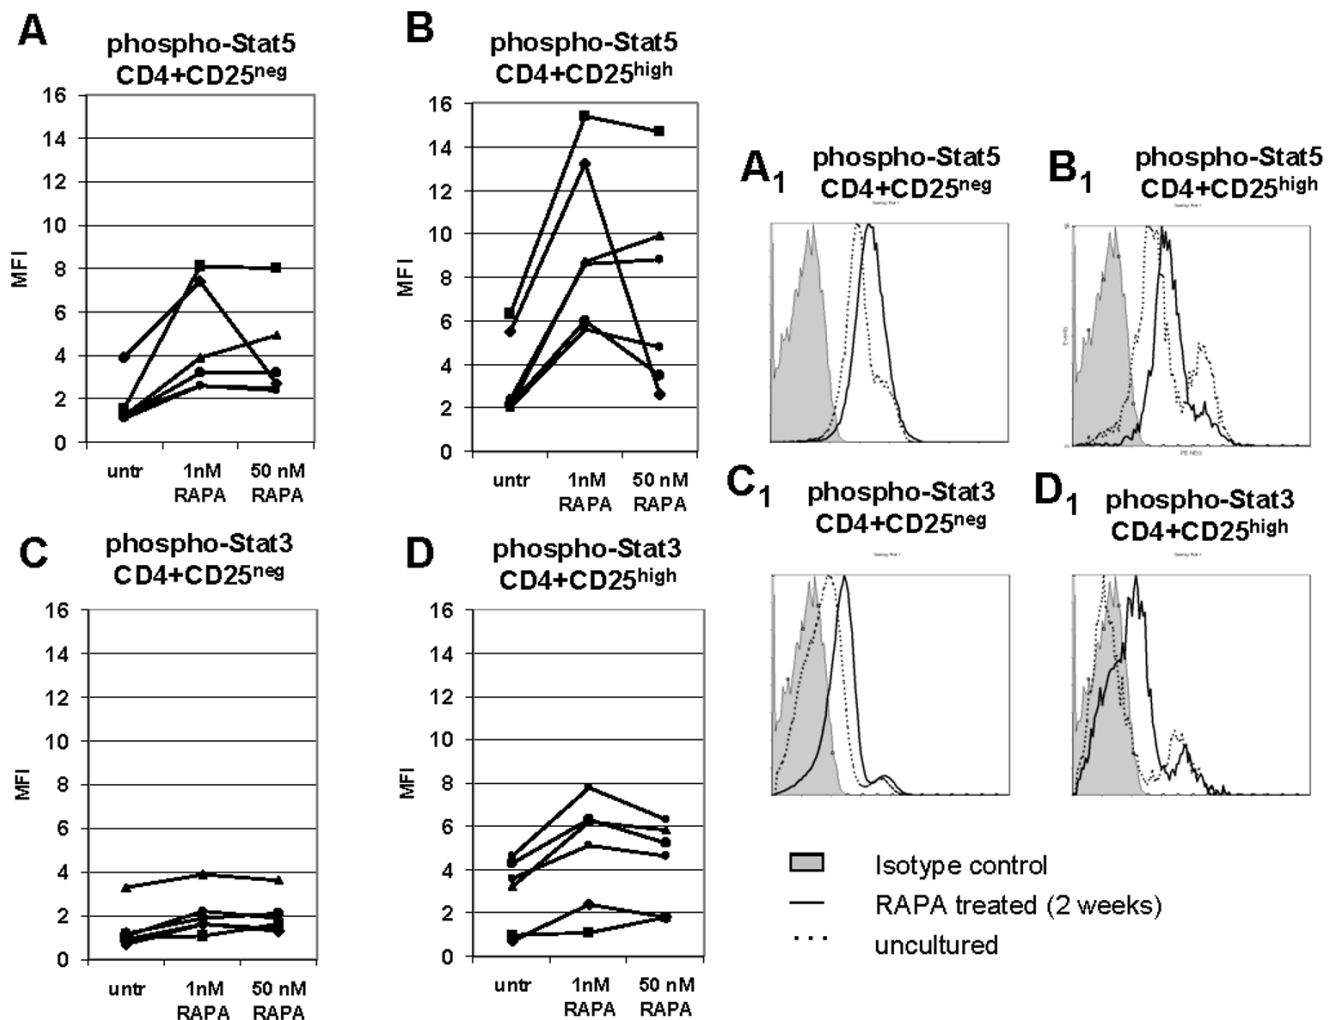 A
phospho-Stat5
CD4+CD25neg
MFI
16
14
12
10
8
6
4
2
0
untr
1nM
RAPA
50 nM
RAPA
B
phospho-Stat5
CD4+CD25high
MFI
16
14
12
10
8
6
4
2
0
untr
1nM
RAPA
50 nM
RAPA
C
phospho-Stat3
CD4+CD25neg
MFI
16
14
12
10
8
6
4
2
0
untr
1nM
RAPA
50 nM
RAPA
D
phospho-Stat3
CD4+CD25high
MFI
16
14
12
10
8
6
4
2
0
untr
1nM
RAPA
50 nM
RAPA
A1
phospho-Stat5
CD4+CD25neg
B1
phospho-Stat5
CD4+CD25high
PE NEG
C1
phospho-Stat3
CD4+CD25neg
D1
phospho-Stat3
CD4+CD25high
Isotype control
RAPA treated (2 weeks)
uncultured